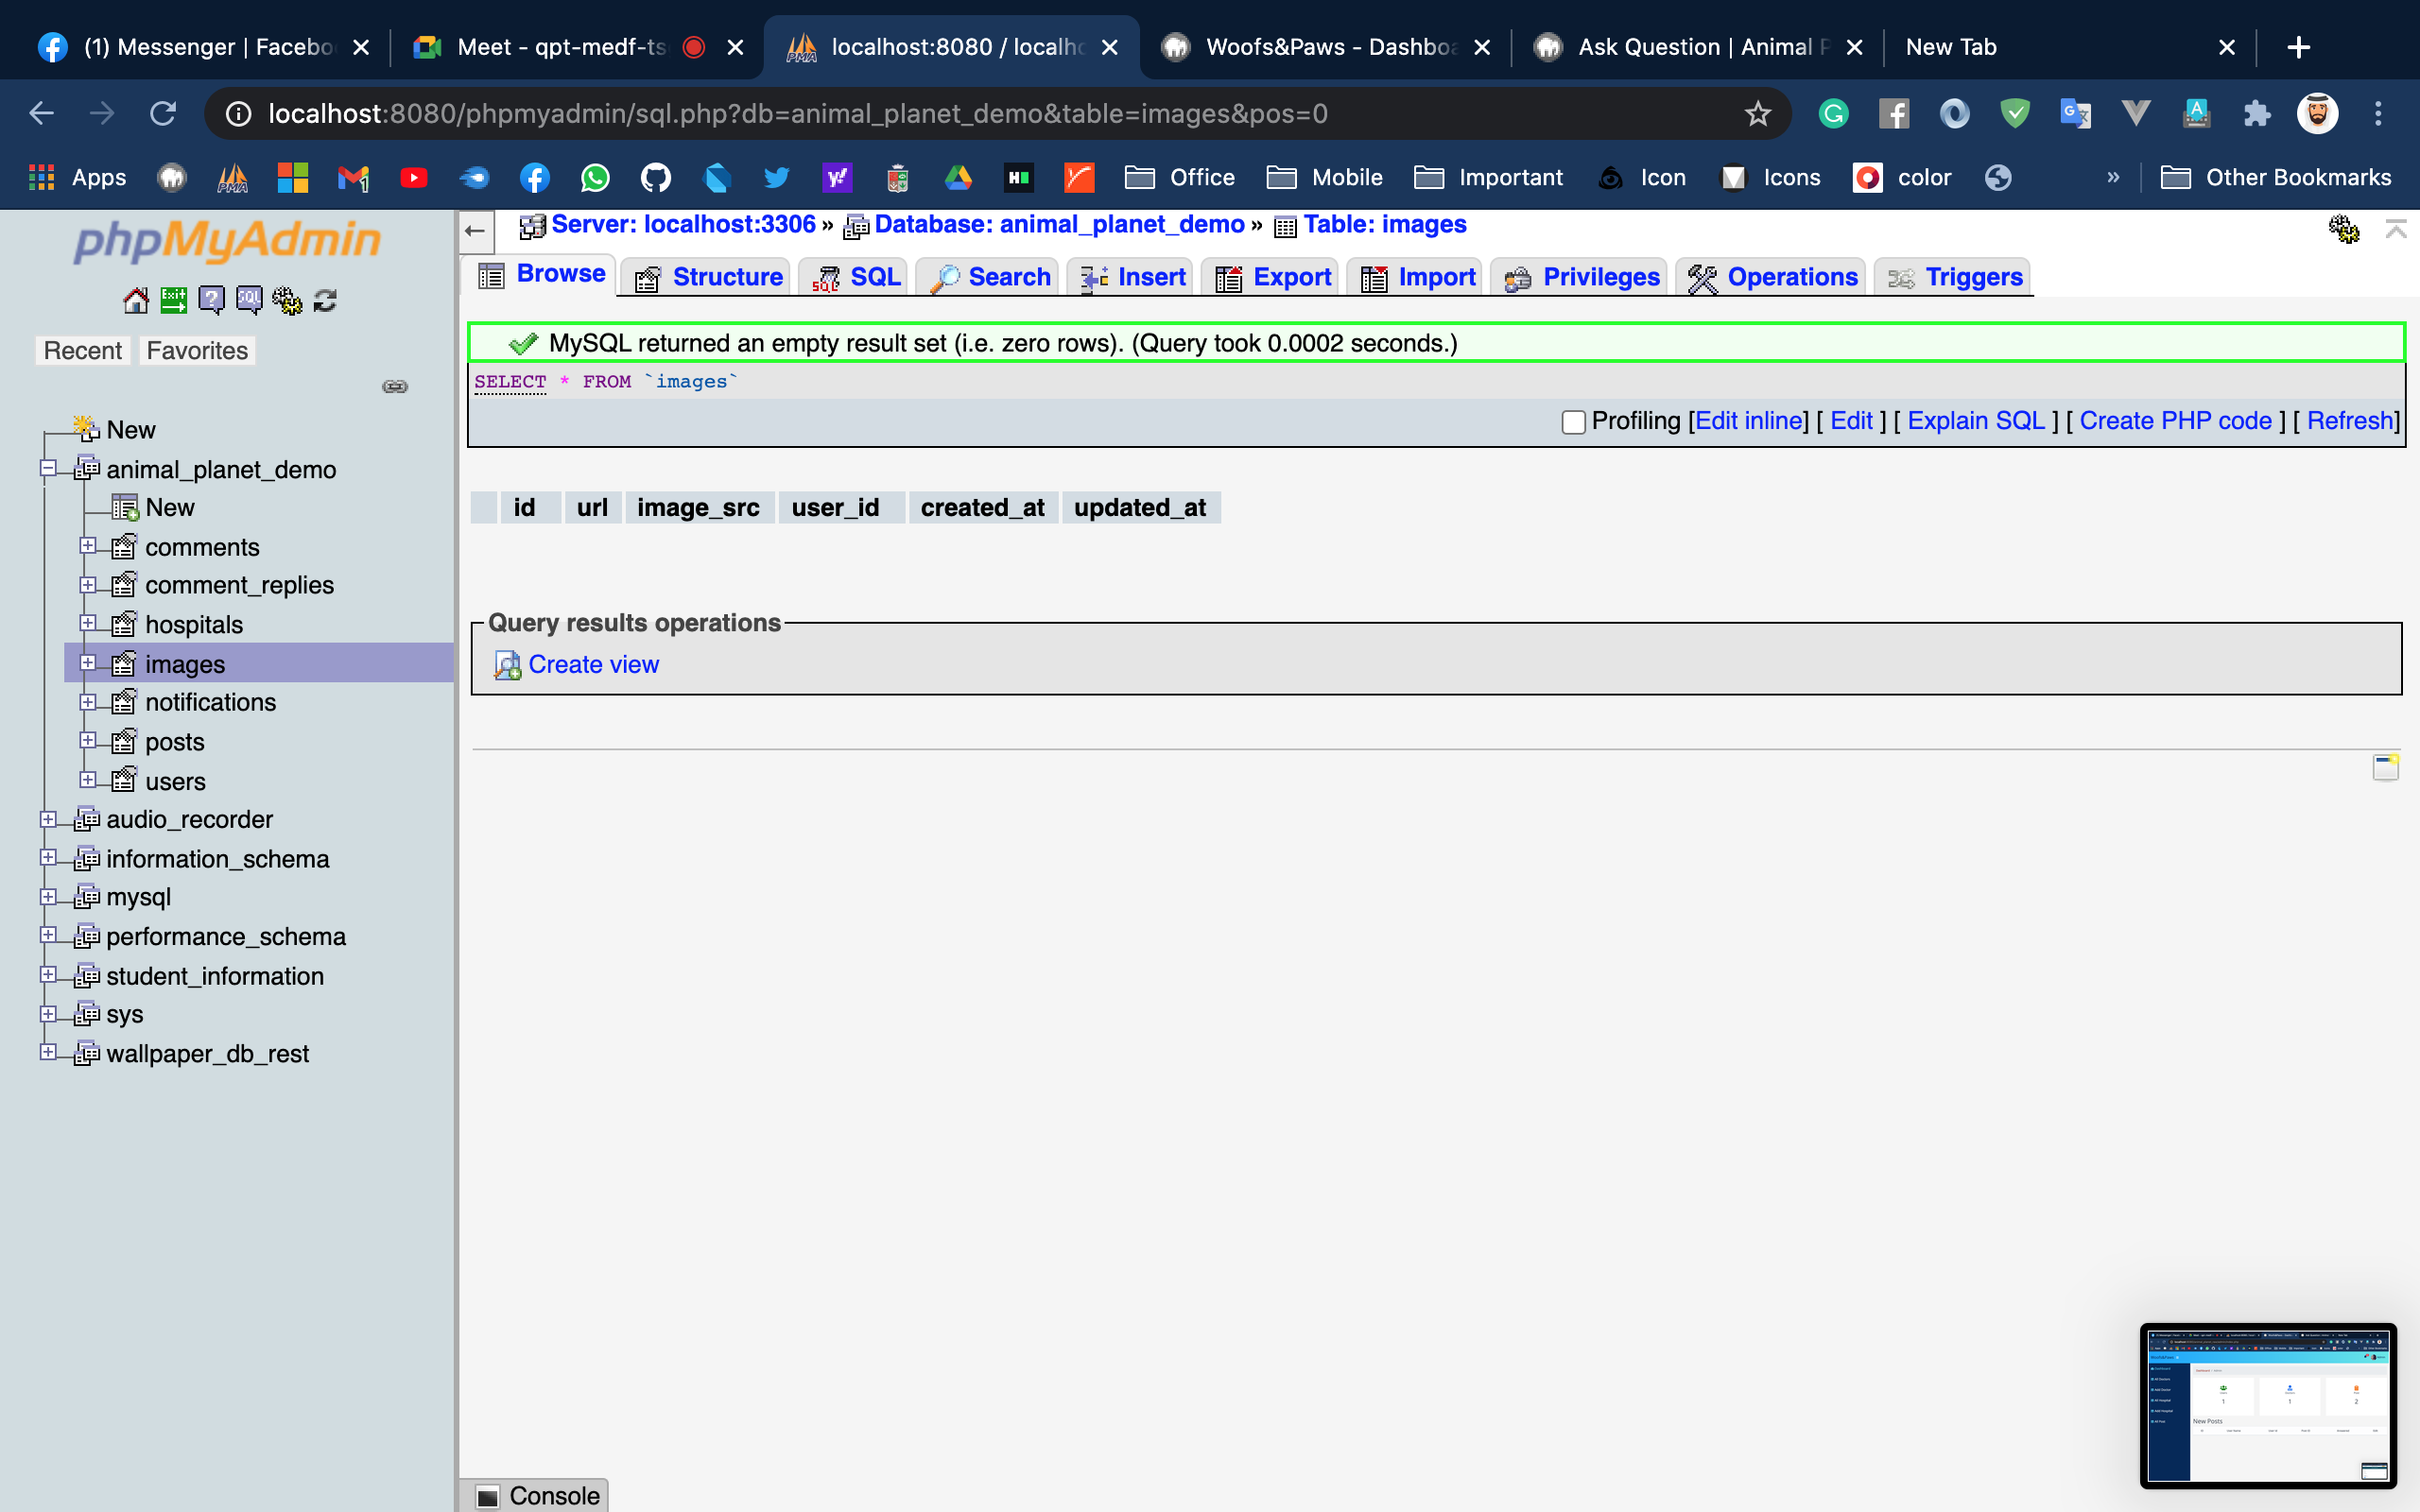 (1) Messenger | Facebo
Meet - qpt-medf-ts
localhost:8080 / localho
Woofs&Paws - Dashboa
Ask Question | Animal P
New Tab
localhost:8080/phpmyadmin/sql.php?db=animal_planet_demo&table=images&pos=0
Apps
Office
Mobile
Important
Icon
Icons
color
»
Other Bookmarks
phpMyAdmin
Recent
Favorites
New
animal_planet_demo
New
comments
comment_replies
hospitals
images
notifications
posts
users
audio_recorder
information_schema
mysql
performance_schema
student_information
sys
wallpaper_db_rest
Server: localhost:3306 » Database: animal_planet_demo » Table: images
Browse
Structure
SQL
Search
Insert
Export
Import
Privileges
Operations
Triggers
MySQL returned an empty result set (i.e. zero rows). (Query took 0.0002 seconds.)
SELECT * FROM `images`
Profiling [Edit inline] [ Edit ] [ Explain SQL ] [ Create PHP code ] [ Refresh]
id url image_src user_id created_at updated_at
Query results operations
Create view
New Posts
Console